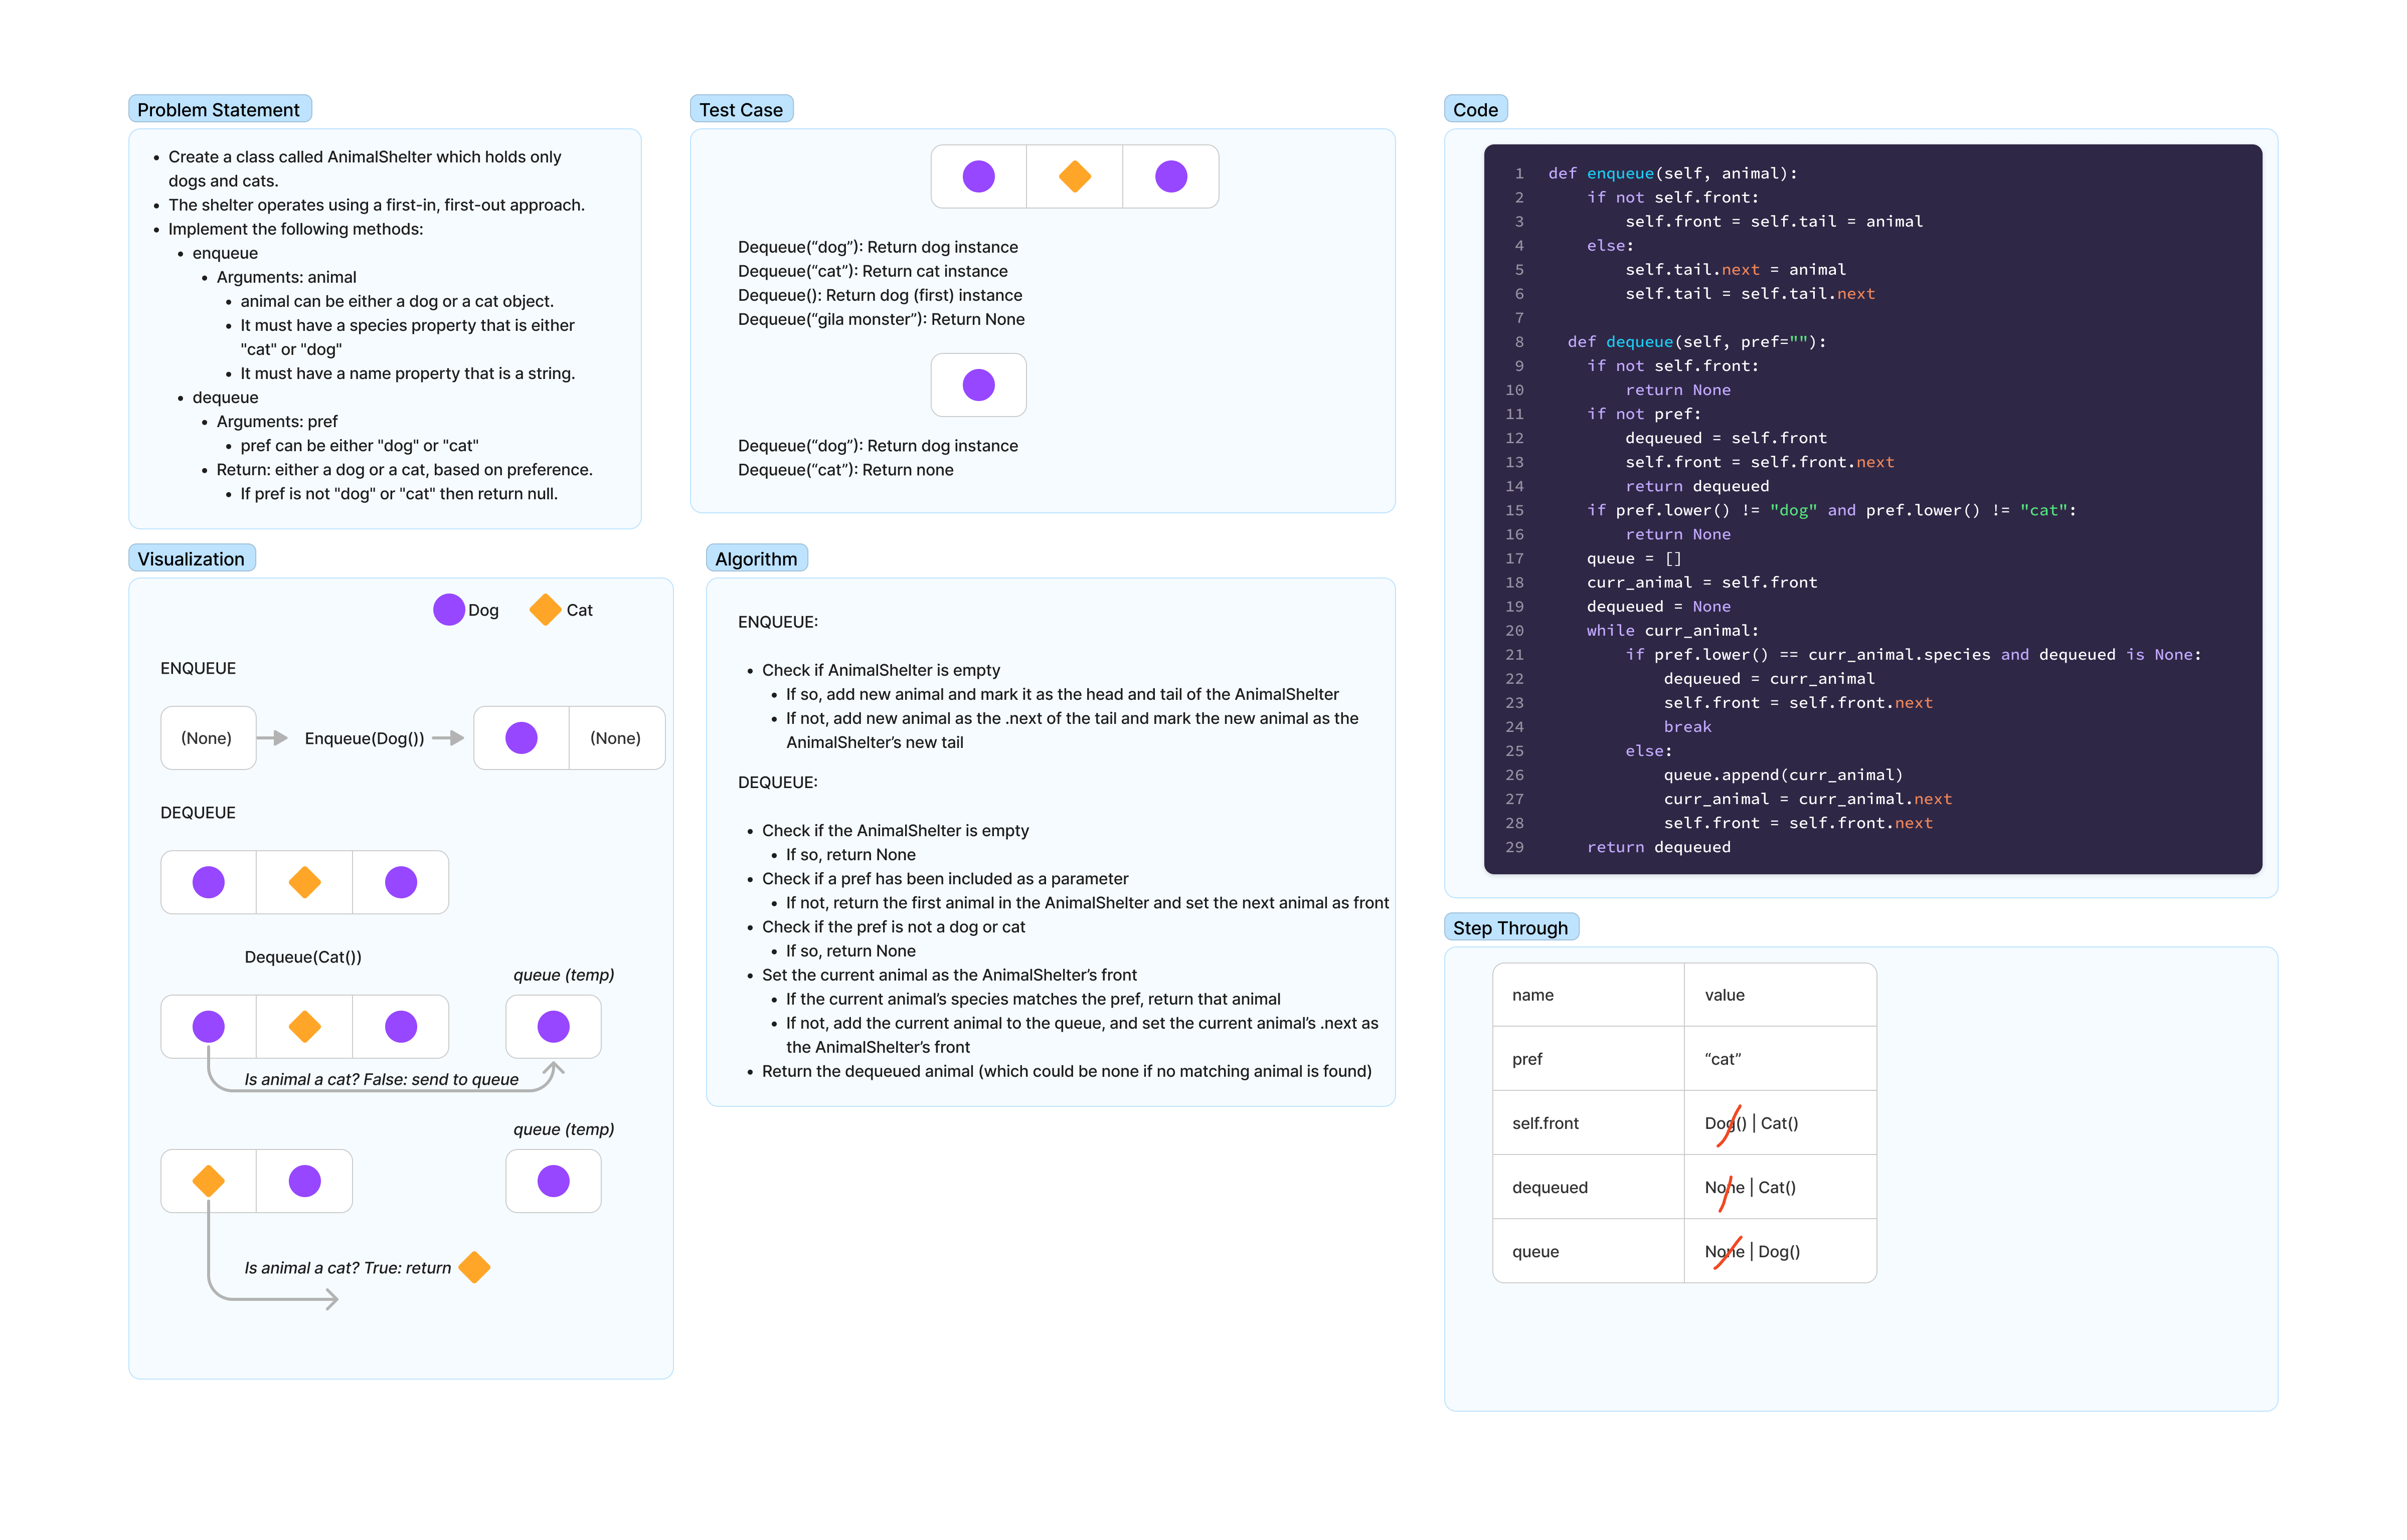 Problem Statement
Create a class called AnimalShelter which holds only
dogs and cats.
The shelter operates using a first-in, first-out approach.
Implement the following methods:
enqueue
Arguments: animal
animal can be either a dog or a cat object.
It must have a species property that is either
"cat" or "dog"
It must have a name property that is a string.
dequeue
Arguments: pref
pref can be either "dog" or "cat"
Return: either a dog or a cat, based on preference.
If pref is not "dog" or "cat" then return null.
Test Case
Dequeue(“dog”): Return dog instance
Dequeue(“cat”): Return cat instance
Dequeue(): Return dog (first) instance
Dequeue(“gila monster”): Return None
Dequeue(“dog”): Return dog instance
Dequeue(“cat”): Return none
Visualization
Dog
Cat
ENQUEUE
(None)
Enqueue(Dog())
(None)
DEQUEUE
Dequeue(Cat())
queue (temp)
Is animal a cat? False: send to queue
queue (temp)
Is animal a cat? True: return
Algorithm
ENQUEUE:
Check if AnimalShelter is empty
If so, add new animal and mark it as the head and tail of the AnimalShelter
If not, add new animal as the .next of the tail and mark the new animal as the
AnimalShelter’s new tail
DEQUEUE:
Check if the AnimalShelter is empty
If so, return None
Check if a pref has been included as a parameter
If not, return the first animal in the AnimalShelter and set the next animal as front
Check if the pref is not a dog or cat
If so, return None
Set the current animal as the AnimalShelter’s front
If the current animal’s species matches the pref, return that animal
If not, add the current animal to the queue, and set the current animal’s .next as
the AnimalShelter’s front
Return the dequeued animal (which could be none if no matching animal is found)
Code
1 def enqueue(self, animal):
2 if not self.front:
3 self.front = self.tail = animal
4 else:
5 self.tail.next = animal
6 self.tail = self.tail.next
7
8 def dequeue(self, pref=""):
9 if not self.front:
10 return None
11 if not pref:
12 dequeued = self.front
13 self.front = self.front.next
14 return dequeued
15 if pref.lower() != "dog" and pref.lower() != "cat":
16 return None
17 queue = []
18 curr_animal = self.front
19 dequeued = None
20 while curr_animal:
21 if pref.lower() == curr_animal.species and dequeued is None:
22 dequeued = curr_animal
23 self.front = self.front.next
24 break
25 else:
26 queue.append(curr_animal)
27 curr_animal = curr_animal.next
28 self.front = self.front.next
29 return dequeued
Step Through
name value
pref “cat”
self.front Dog() | Cat()
dequeued None | Cat()
queue None | Dog()